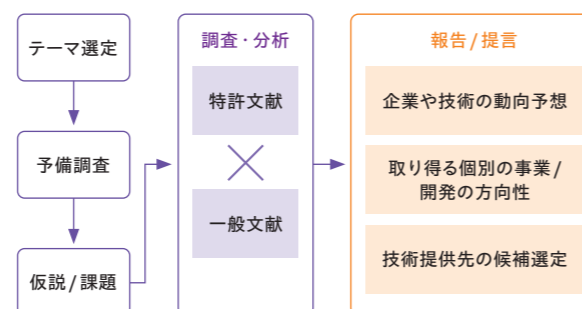 テーマ選定
予備調査
仮説/課題
調査・分析
特許文献
一般文献
報告/提言
企業や技術の動向予想
取り得る個別の事業/
開発の方向性
技術提供先の候補選定